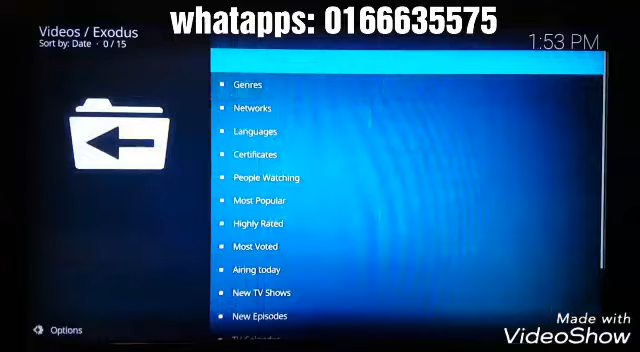 whatapps: 0166635575
Videos / Exodus
Sort by: Date · 0 / 15
1:53 PM
Genres
Networks
Languages
Certificates
People Watching
Most Popular
Highly Rated
Most Voted
Airing today
New TV Shows
New Episodes
Options
Made with
VideoShow